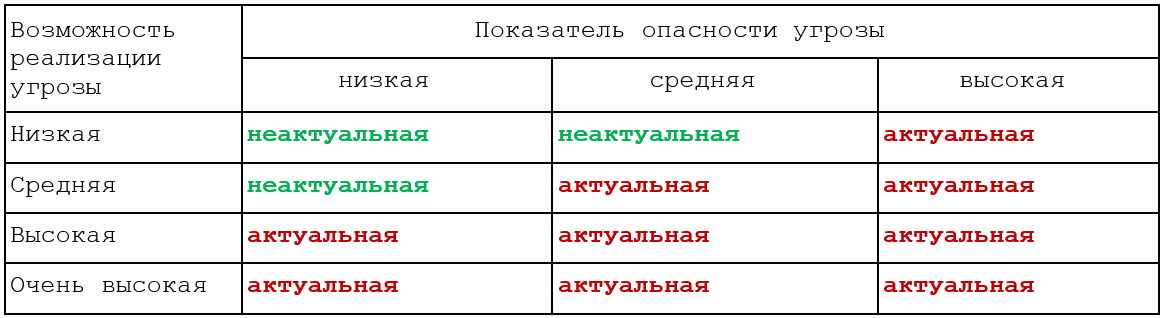 Возможность
реализации
угрозы
Показатель опасности угрозы
низкая средняя высокая
Низкая неактуальная неактуальная актуальная
Средняя неактуальная актуальная актуальная
Высокая актуальная актуальная актуальная
Очень высокая актуальная актуальная актуальная